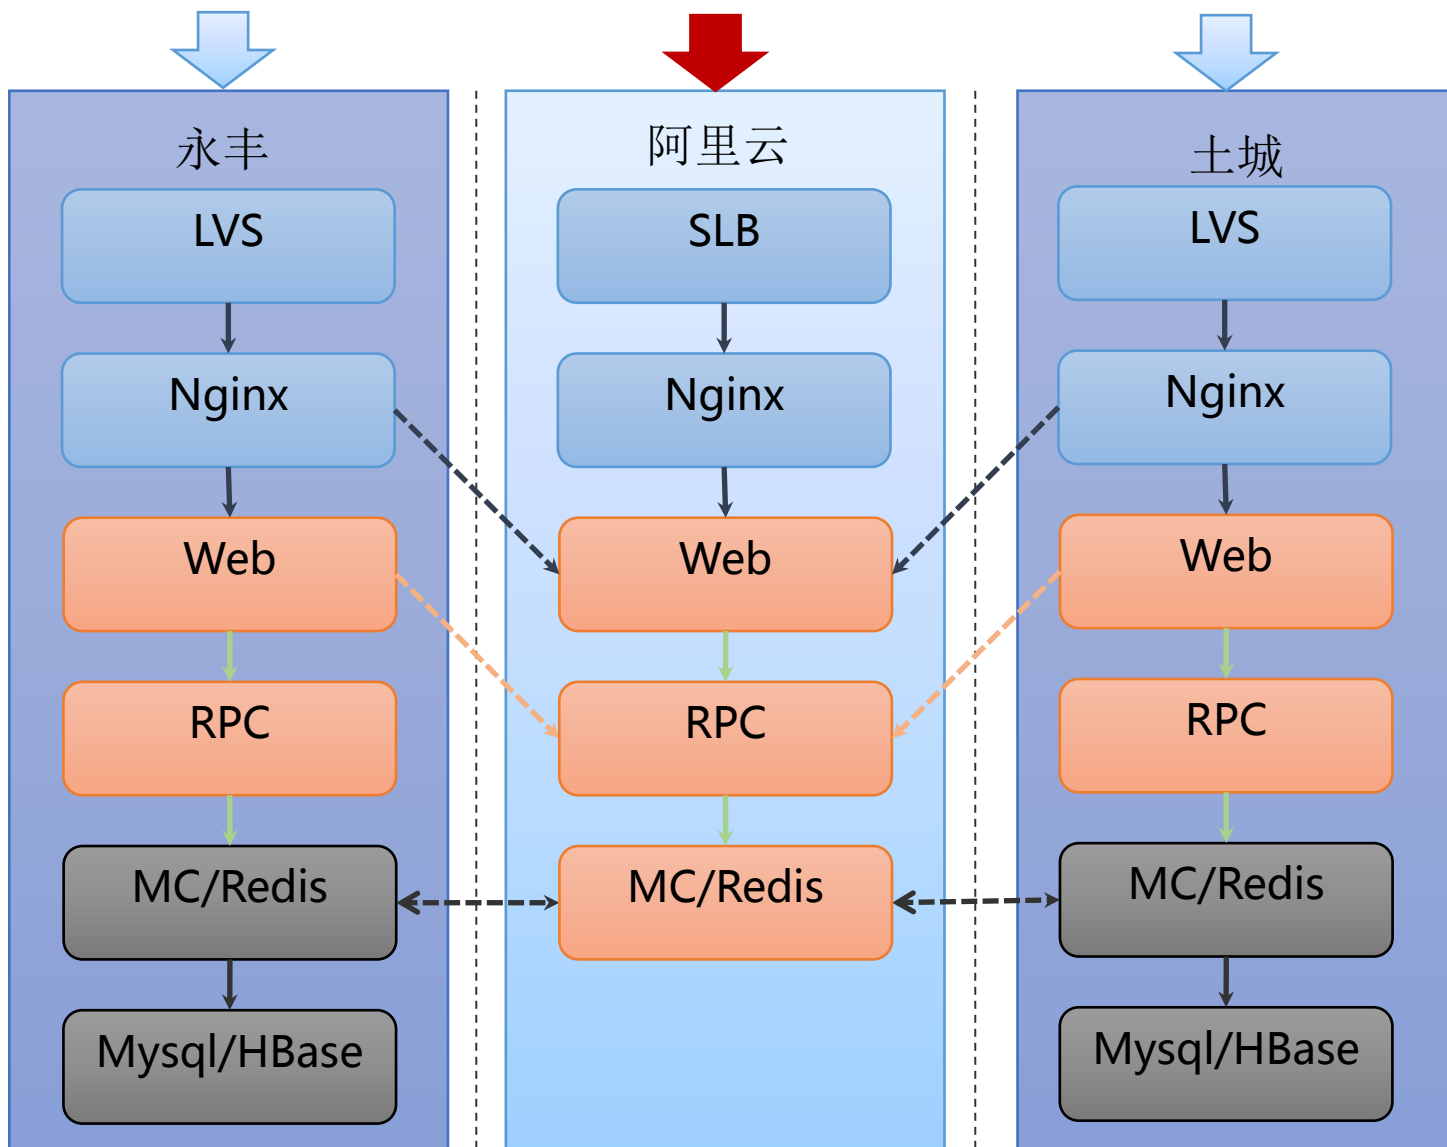 永丰
LVS
Nginx
Web
RPC
MC/Redis
Mysql/HBase
阿里云
SLB
Nginx
Web
RPC
MC/Redis
土城
LVS
Nginx
Web
RPC
MC/Redis
Mysql/HBase